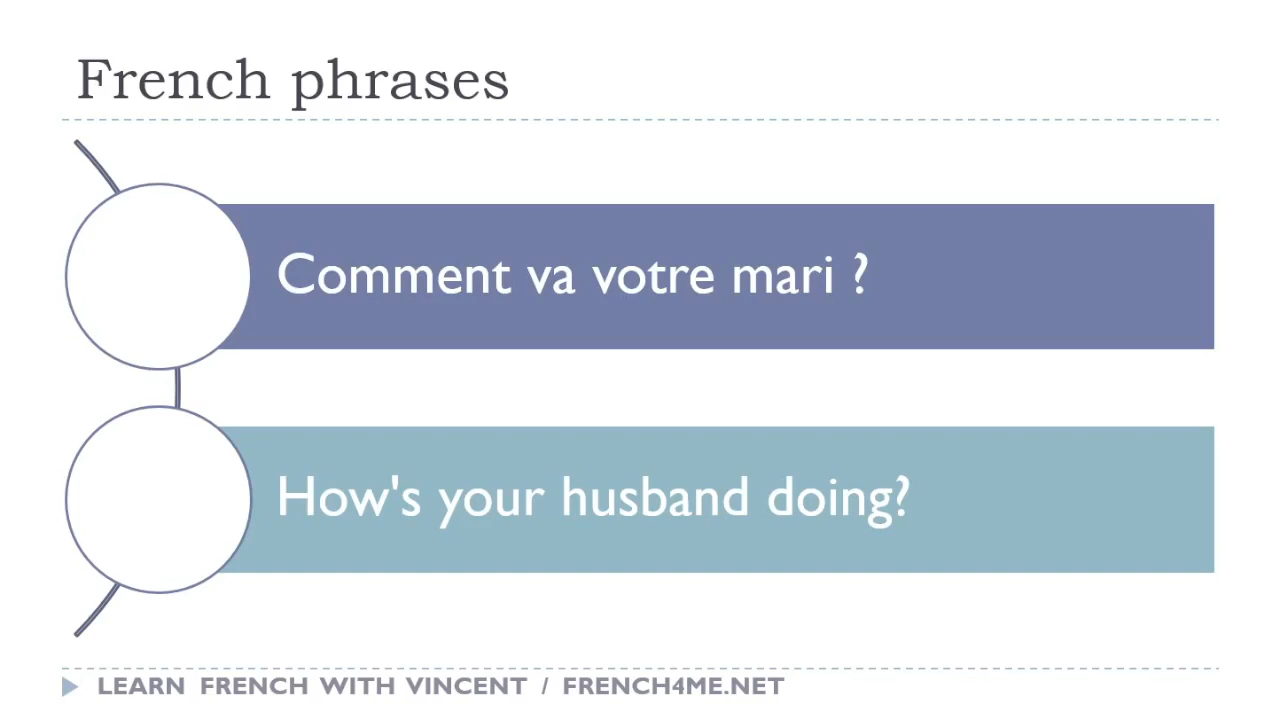 French phrases
Comment va votre mari ?
How's your husband doing?
LEARN FRENCH WITH VINCENT / FRENCH4ME.NET